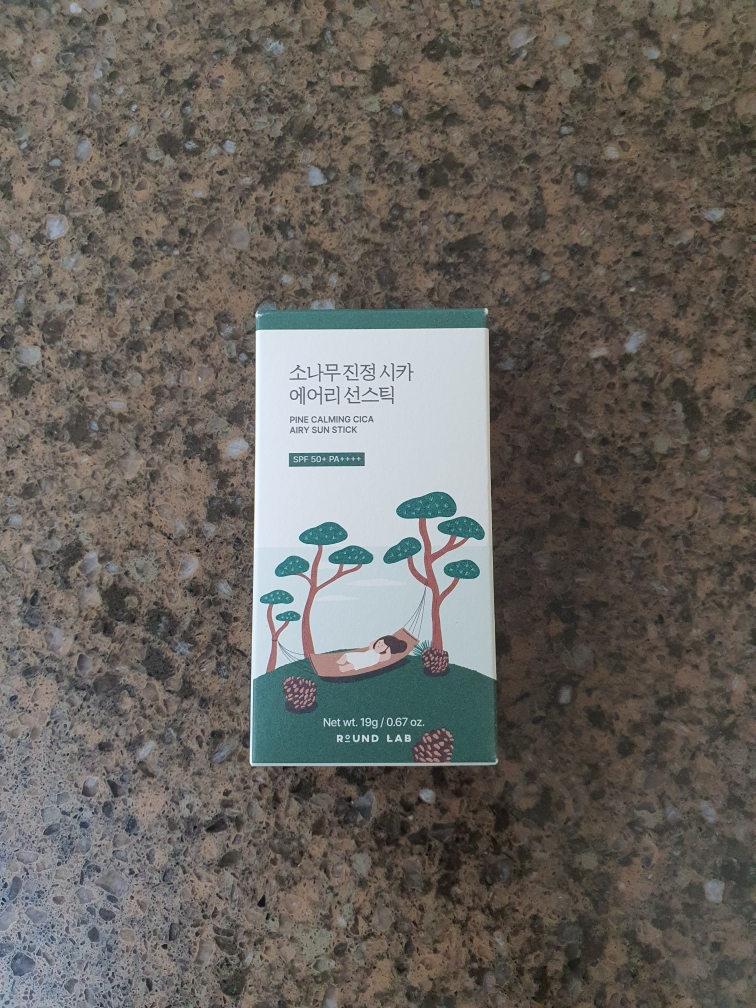 소나무 진정 시카
에어리 선스틱
PINE CALMING CICA
AIRY SUN STICK
SPF 50+ PA++++
Net wt. 19g / 0.67 oz.
ROUND LAB